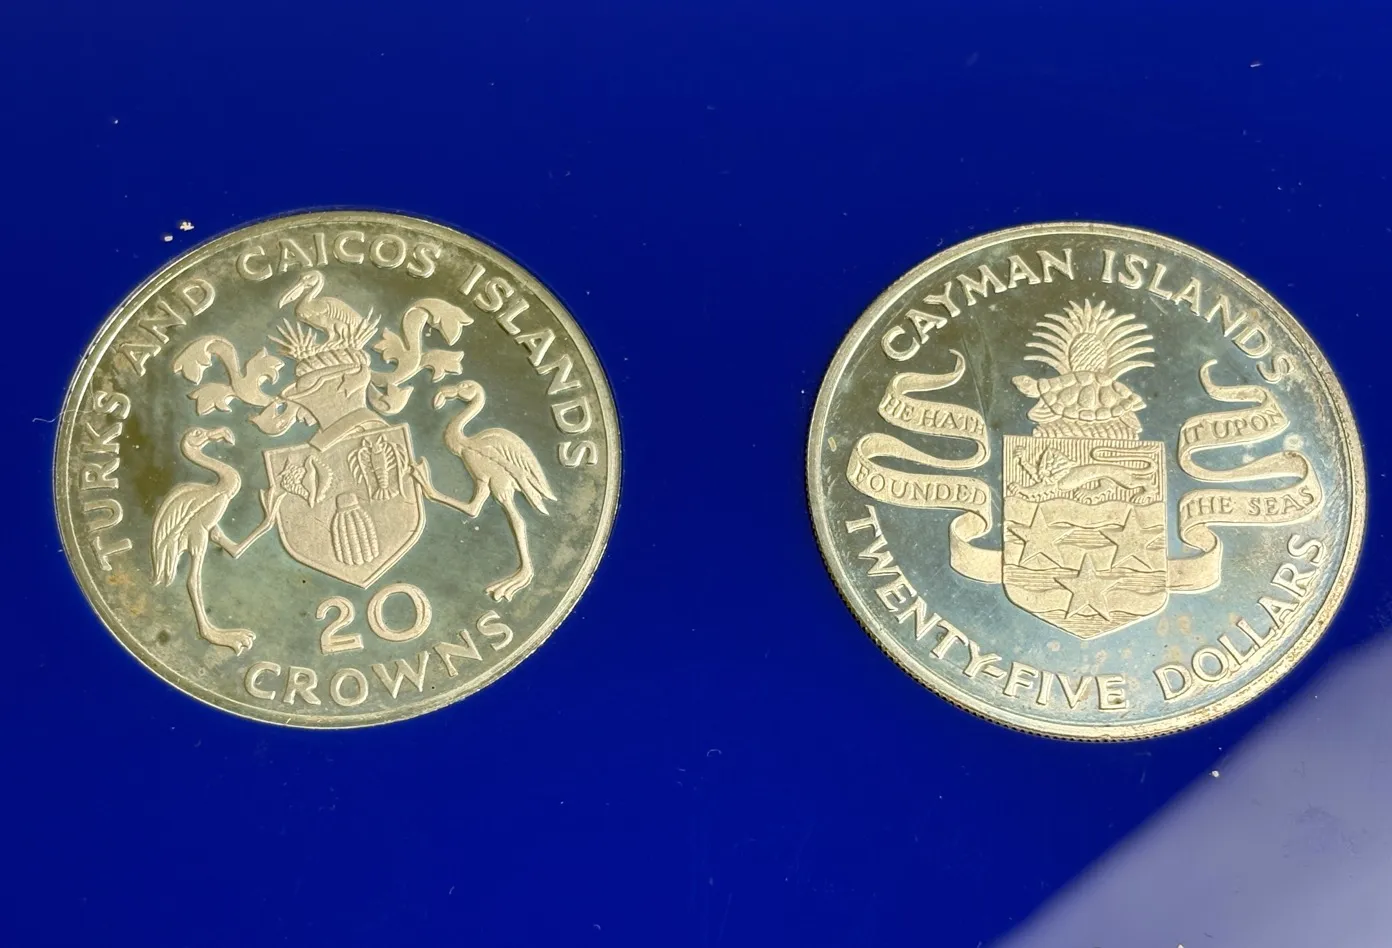 TURKS AND CAICOS ISLANDS
20
CROWNS
CAYMAN ISLANDS
HE HATH
FOUNDED
IT UPON
THE SEAS
TWENTY-FIVE DOLLARS